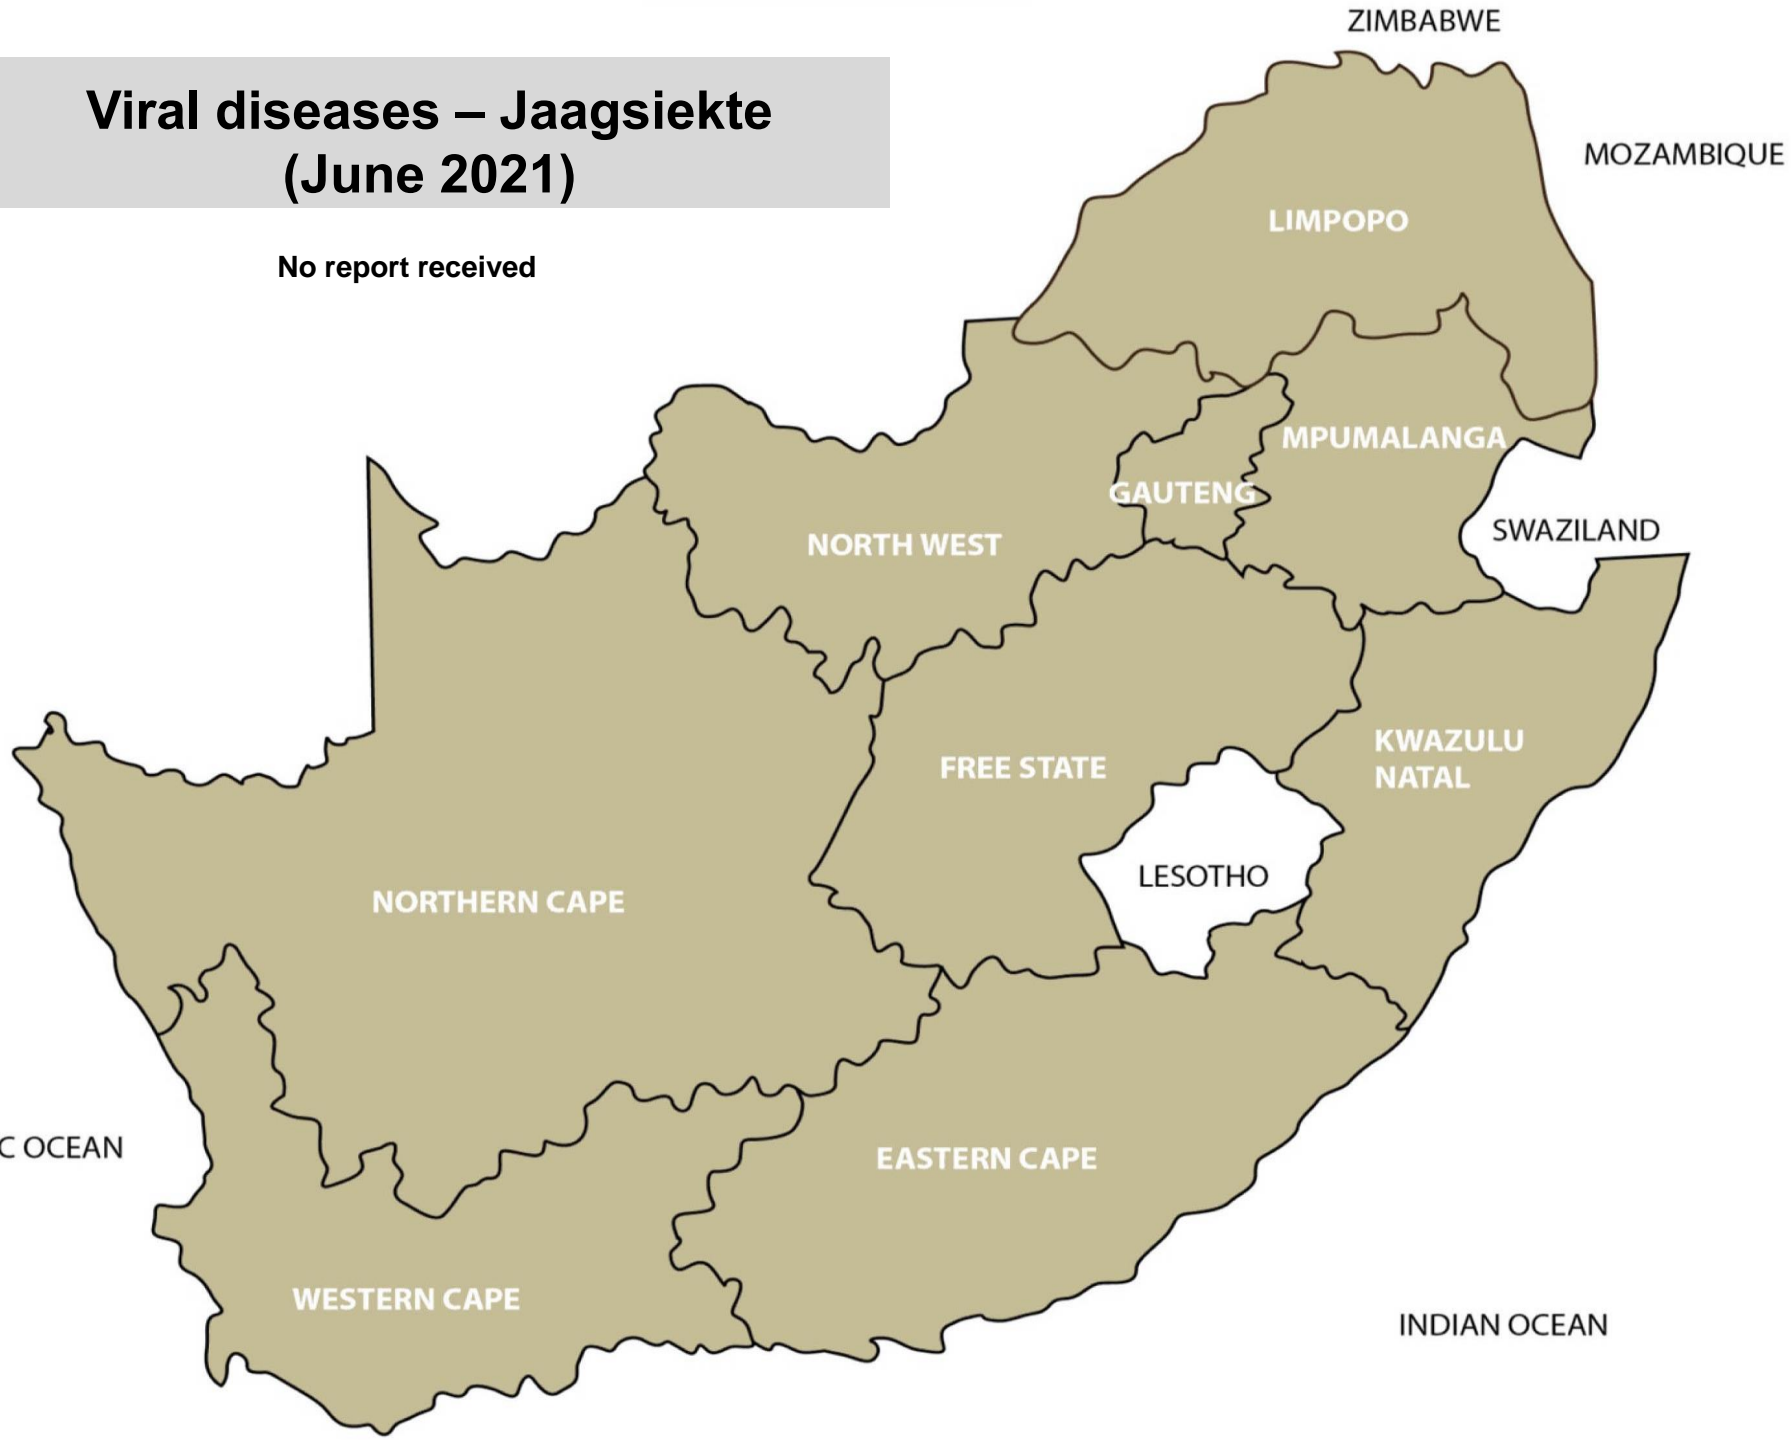 ZIMBABWE
Viral diseases – Jaagsiekte
(June 2021)
MOZAMBIQUE
LIMPOPO
No report received
MPUMALANGA
GAUTENG
SWAZILAND
NORTH WEST
KWAZULU
NATAL
FREE STATE
LESOTHO
NORTHERN CAPE
C OCEAN
EASTERN CAPE
WESTERN CAPE
INDIAN OCEAN